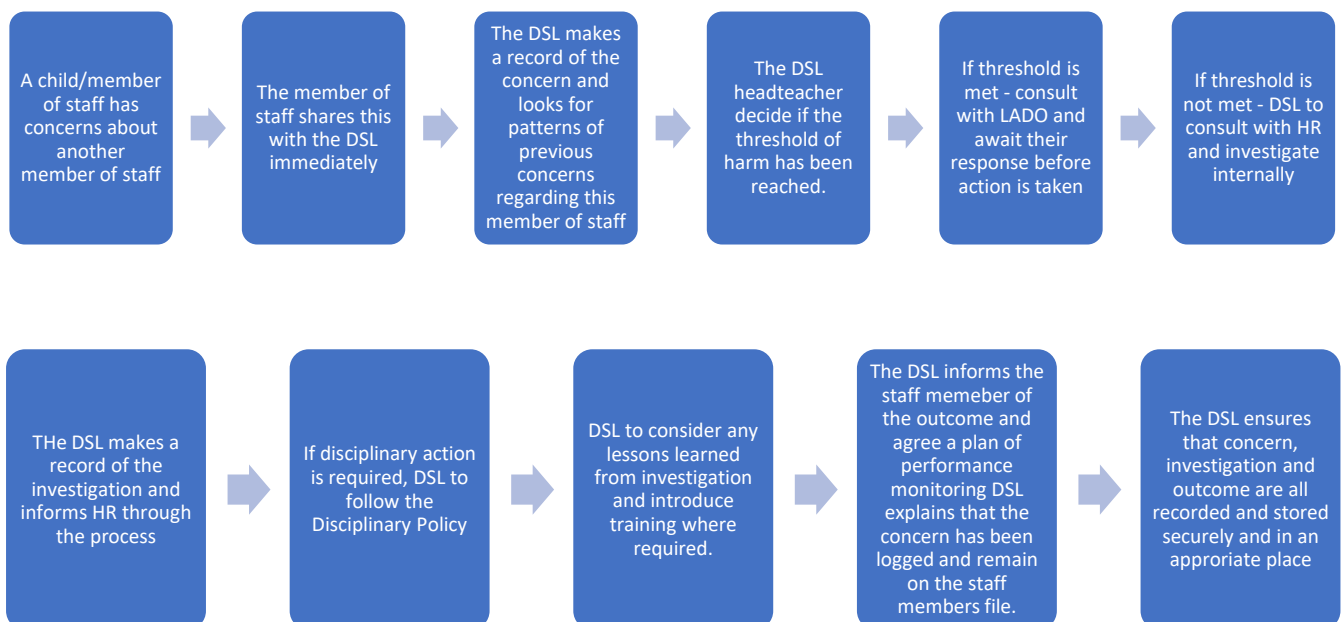 A child/member
of staff has
concerns about
another
member of staff
The member of
staff shares this
with the DSL
immediately
The DSL makes
a record of the
concern and
looks for
patterns of
previous
concerns
regarding this
member of staff
The DSL
headteacher
decide if the
threshold of
harm has been
reached.
If threshold is
met - consult
with LADO and
await their
response before
action is taken
If threshold is
not met - DSL to
consult with HR
and investigate
internally
THe DSL makes a
record of the
investigation and
informs HR through
the process
If disciplinary action
is required, DSL to
follow the
Disciplinary Policy
DSL to consider any
lessons learned
from investigation
and introduce
training where
required.
The DSL informs the
staff memeber of
the outcome and
agree a plan of
performance
monitoring DSL
explains that the
concern has been
logged and remain
on the staff
members file.
The DSL ensures
that concern,
investigation and
outcome are all
recorded and stored
securely and in an
approriate place